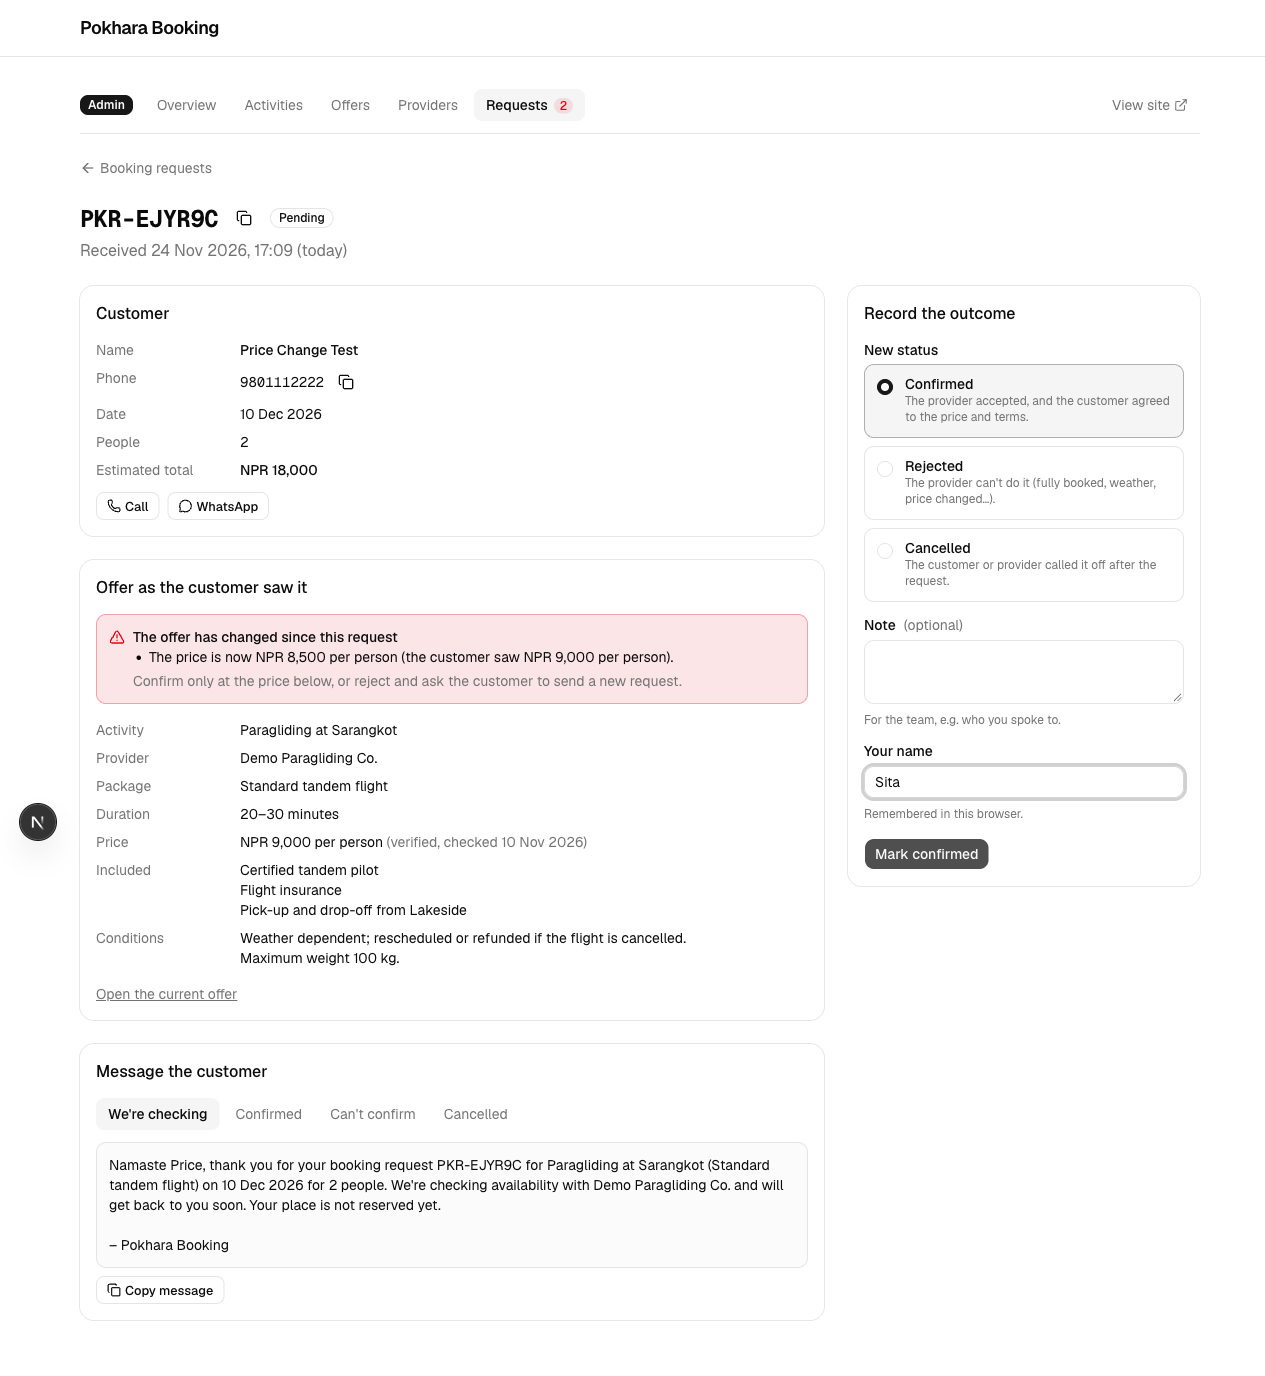 Pokhara Booking
Admin
Overview
Activities
Offers
Providers
Requests 2
View site
Booking requests
PKR-EJYR9C
Pending
Received 24 Nov 2026, 17:09 (today)
Customer
Name
Price Change Test
Phone
9801112222
Date
10 Dec 2026
People
2
Estimated total
NPR 18,000
Call
WhatsApp
Offer as the customer saw it
The offer has changed since this request
• The price is now NPR 8,500 per person (the customer saw NPR 9,000 per person).
Confirm only at the price below, or reject and ask the customer to send a new request.
Activity
Paragliding at Sarangkot
Provider
Demo Paragliding Co.
Package
Standard tandem flight
Duration
20–30 minutes
Price
NPR 9,000 per person (verified, checked 10 Nov 2026)
Included
Certified tandem pilot
Flight insurance
Pick-up and drop-off from Lakeside
Conditions
Weather dependent; rescheduled or refunded if the flight is cancelled.
Maximum weight 100 kg.
Open the current offer
Message the customer
We're checking
Confirmed
Can't confirm
Cancelled
Namaste Price, thank you for your booking request PKR-EJYR9C for Paragliding at Sarangkot (Standard
tandem flight) on 10 Dec 2026 for 2 people. We're checking availability with Demo Paragliding Co. and will
get back to you soon. Your place is not reserved yet.
– Pokhara Booking
Copy message
Record the outcome
New status
Confirmed
The provider accepted, and the customer agreed
to the price and terms.
Rejected
The provider can't do it (fully booked, weather,
price changed…).
Cancelled
The customer or provider called it off after the
request.
Note (optional)
For the team, e.g. who you spoke to.
Your name
Sita
Remembered in this browser.
Mark confirmed
N